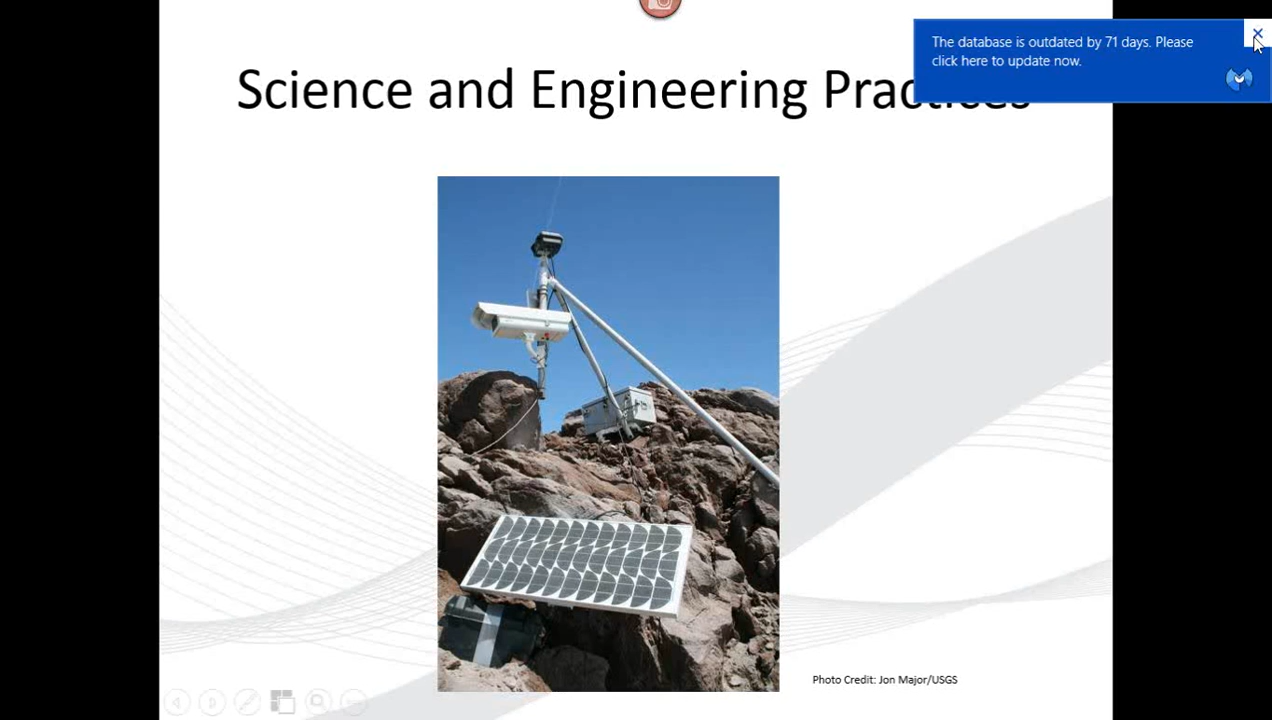 The database is outdated by 71 days. Please
click here to update now.
Science and Engineering Practices
Photo Credit: Jon Major/USGS